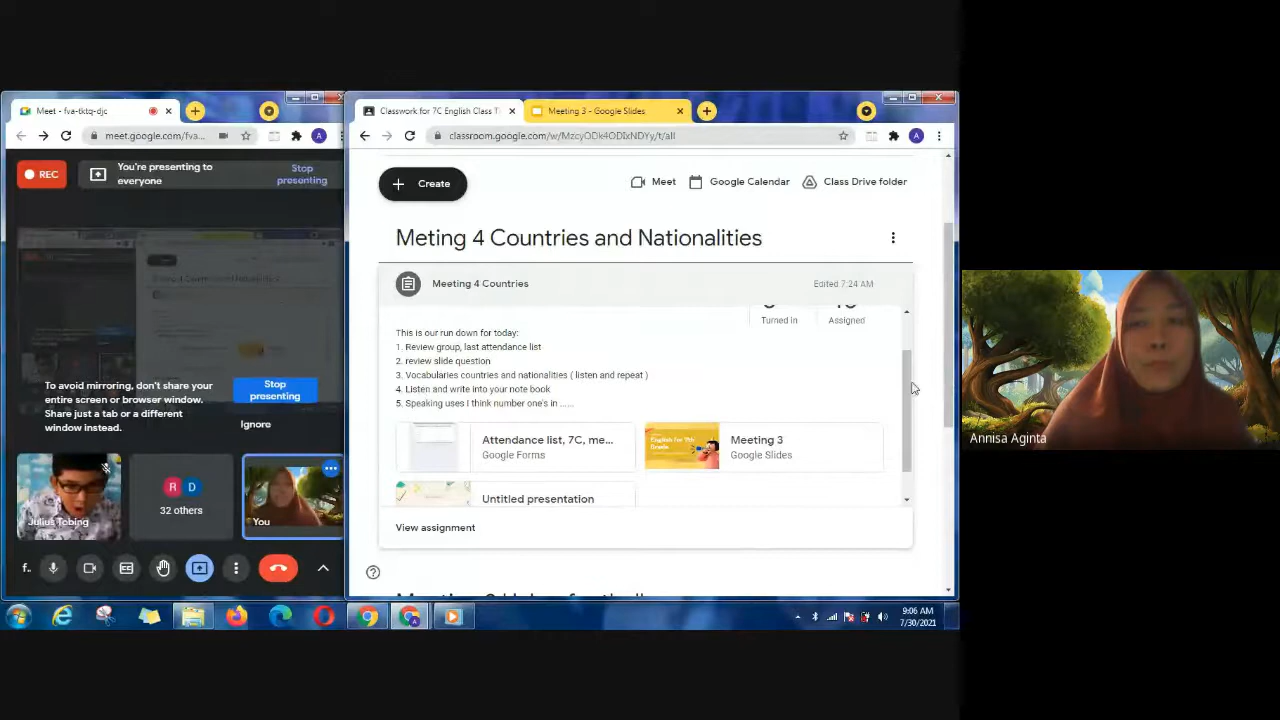 Meet - fva-tktq-djc
meet.google.com/fva...
REC
You're presenting to
everyone
Stop
presenting
To avoid mirroring, don't share your
entire screen or browser window.
Share just a tab or a different
window instead.
Stop
presenting
Ignore
Julius Tobing
R D
32 others
You
f..
Classwork for 7C English Class T
Meeting 3 - Google Slides
classroom.google.com/w/MzcyODk4ODIxNDYy/t/all
A
A
Create
Meet
Google Calendar
Class Drive folder
Meting 4 Countries and Nationalities
Meeting 4 Countries
Edited 7:24 AM
Turned in
Assigned
This is our run down for today:
1. Review group, last attendance list
2. review slide question
3. Vocabularies countries and nationalities ( listen and repeat )
4. Listen and write into your note book
5. Speaking uses I think number one's in .....
Attendance list, 7C, me...
Google Forms
English for 7th
Grade
Meeting 3
Google Slides
Untitled presentation
View assignment
9:06 AM
7/30/2021
Annisa Aginta